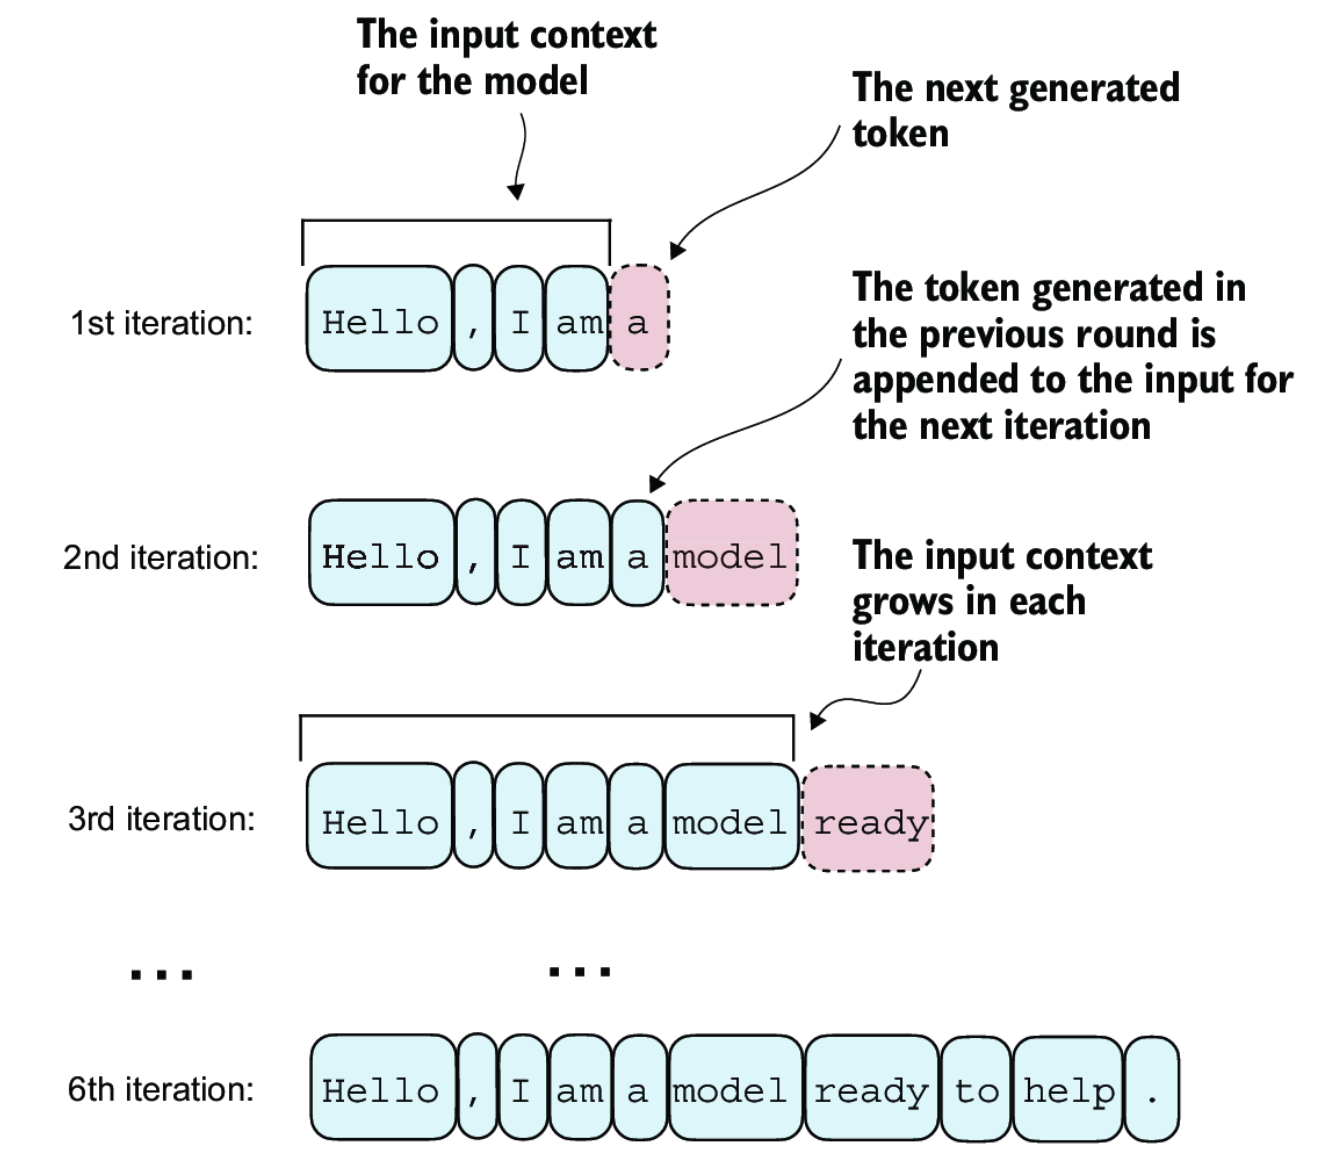 The input context
for the model
The next generated
token
1st iteration: Hello , I am a
The token generated in
the previous round is
appended to the input for
the next iteration
2nd iteration: Hello , I am a model
The input context
grows in each
iteration
3rd iteration: Hello , I am a model ready
... ...
6th iteration: Hello , I am a model ready to help .